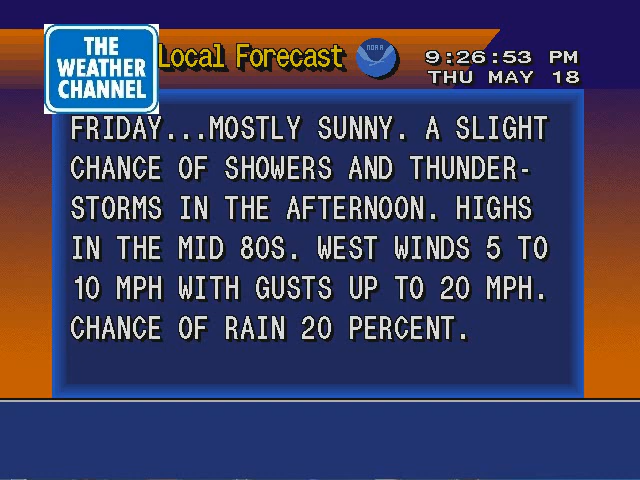 THE
WEATHER
CHANNEL
Local Forecast
NOAA
9:26:53 PM
THU MAY 18
FRIDAY...MOSTLY SUNNY. A SLIGHT
CHANCE OF SHOWERS AND THUNDER-
STORMS IN THE AFTERNOON. HIGHS
IN THE MID 80S. WEST WINDS 5 TO
10 MPH WITH GUSTS UP TO 20 MPH.
CHANCE OF RAIN 20 PERCENT.